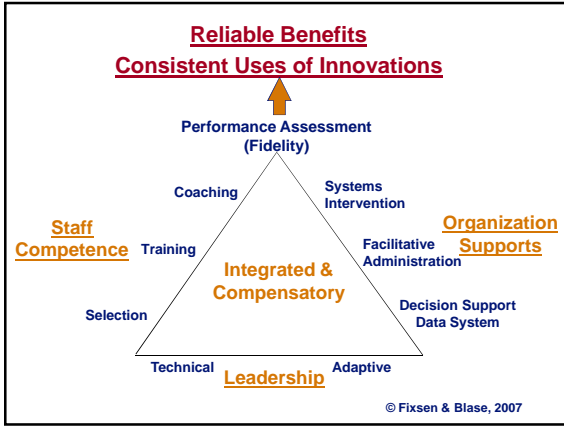 Reliable Benefits
Consistent Uses of Innovations
Performance Assessment
(Fidelity)
Coaching
Systems
Intervention
Staff
Competence
Training
Integrated &
Compensatory
Facilitative
Administration
Organization
Supports
Selection
Decision Support
Data System
Technical
Leadership
Adaptive
© Fixsen & Blase, 2007